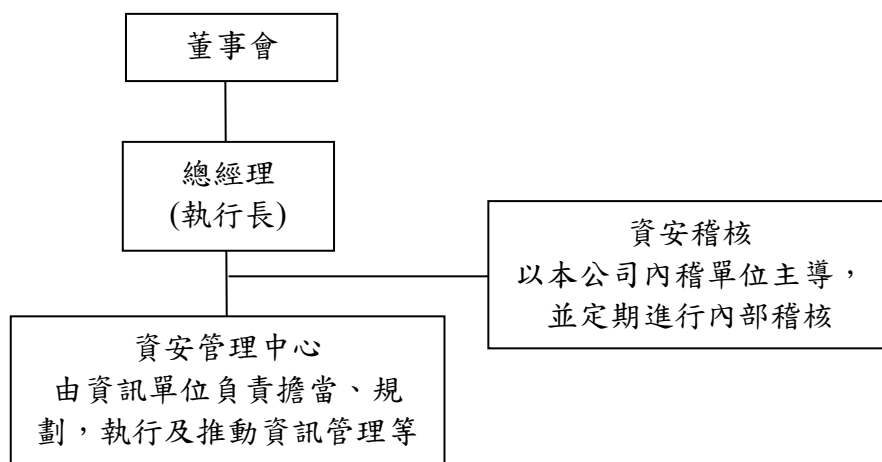 董事會
總經理
(執行長)
資安稽核
以本公司內稽單位主導，
並定期進行內部稽核
資安管理中心
由資訊單位負責擔當、規
劃，執行及推動資訊管理等